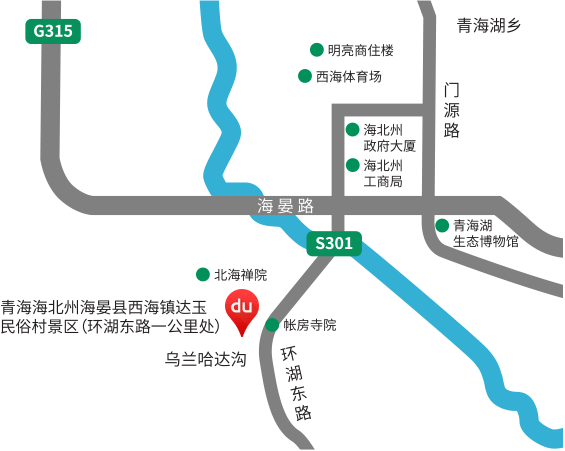 G315
青海湖乡
明亮商住楼
西海体育场
门源路
海北州
政府大厦
海北州
工商局
海晏路
青海湖
生态博物馆
S301
北海禅院
青海海北州海晏县西海镇达玉
民俗村景区(环湖东路一公里处)
du
帐房寺院
乌兰哈达沟
环湖东路